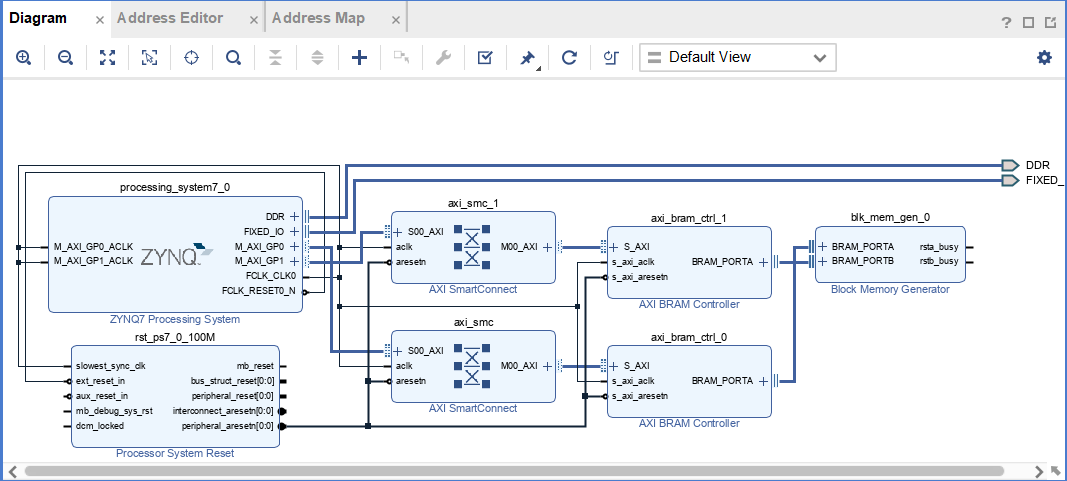 Diagram × Address Editor × Address Map ×
?
Default View
DDR
FIXED_
processing_system7_0
DDR
FIXED_IO
M_AXI_GP0_ACLK
M_AXI_GP1_ACLK
ZYNQ
M_AXI_GP0
M_AXI_GP1
FCLK_CLK0
FCLK_RESET0_N
ZYNQ7 Processing System
axi_smc_1
S00_AXI
aclk
aresetn
M00_AXI
AXI SmartConnect
axi_bram_ctrl_1
S_AXI
s_axi_aclk
s_axi_aresetn
BRAM_PORTA
AXI BRAM Controller
blk_mem_gen_0
BRAM_PORTA
BRAM_PORTB
rsta_busy
rstb_busy
Block Memory Generator
rst_ps7_0_100M
slowest_sync_clk
ext_reset_in
aux_reset_in
mb_debug_sys_rst
dcm_locked
mb_reset
bus_struct_reset[0:0]
peripheral_reset[0:0]
interconnect_aresetn[0:0]
peripheral_aresetn[0:0]
Processor System Reset
axi_smc
S00_AXI
aclk
aresetn
M00_AXI
AXI SmartConnect
axi_bram_ctrl_0
S_AXI
s_axi_aclk
s_axi_aresetn
BRAM_PORTA
AXI BRAM Controller